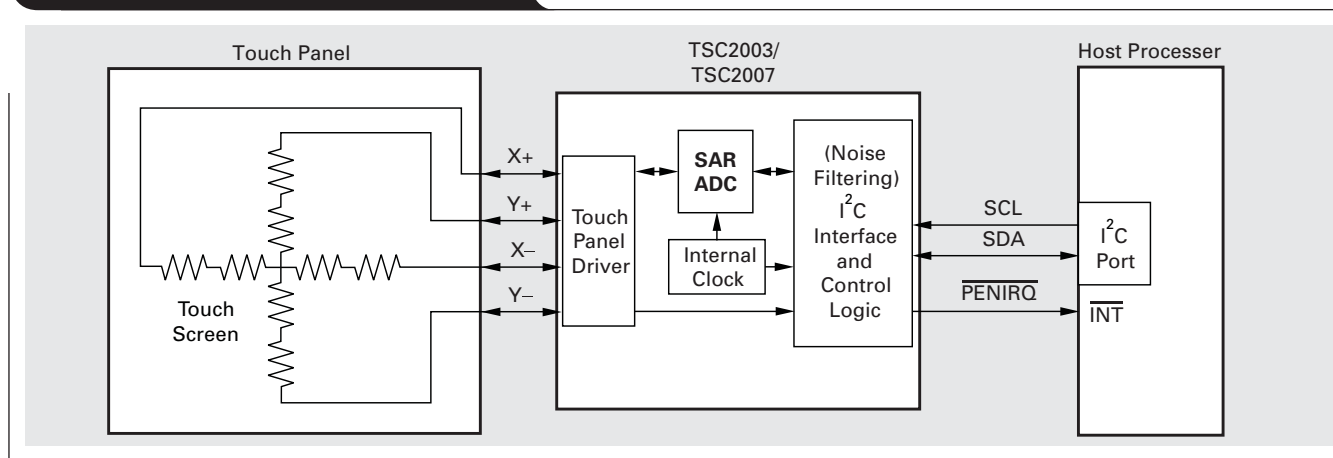 Touch Panel
TSC2003/
TSC2007
Host Processer
X+
Y+
X–
Y–
Touch
Screen
Touch
Panel
Driver
SAR
ADC
Internal
Clock
(Noise
Filtering)
I²C
Interface
and
Control
Logic
SCL
SDA
PENIRQ
I²C
Port
INT